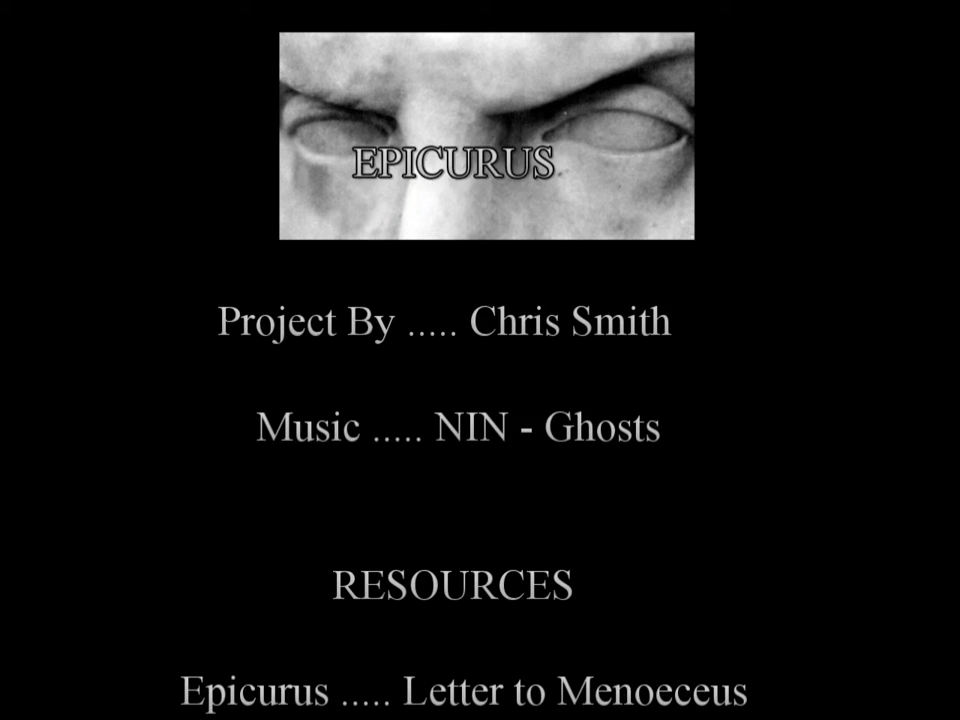 EPICURUS
Project By ..... Chris Smith
Music ..... NIN - Ghosts
RESOURCES
Epicurus ..... Letter to Menoeceus